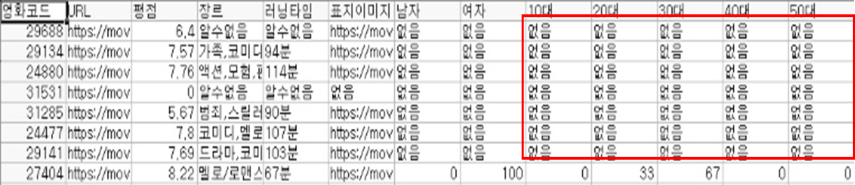 영화코드 URL 평점 장르 러닝타임 표지이미지 남자 여자 10대 20대 30대 40대 50대
29688 https://mov 6,4 알수없음 알수없음 https://mov 없음 없음 없음 없음 없음 없음 없음
29134 https://mov 7,57 가족,코미디 94분 https://mov 없음 없음 없음 없음 없음 없음 없음
24880 https://mov 7,76 액션,모험, 114분 https://mov 없음 없음 없음 없음 없음 없음 없음
31531 https://mov 0 알수없음 알수없음 없음 없음 없음 없음 없음 없음 없음 없음
31285 https://mov 5,67 범죄,스릴러 90분 https://mov 없음 없음 없음 없음 없음 없음 없음
24477 https://mov 7,8 코미디,멜로 107분 https://mov 없음 없음 없음 없음 없음 없음 없음
29141 https://mov 7,69 드라마,코미 103분 https://mov 없음 없음 없음 없음 없음 없음 없음
27404 https://mov 8,22 멜로/로맨스 67분 https://mov 0 100 0 33 67 0 0